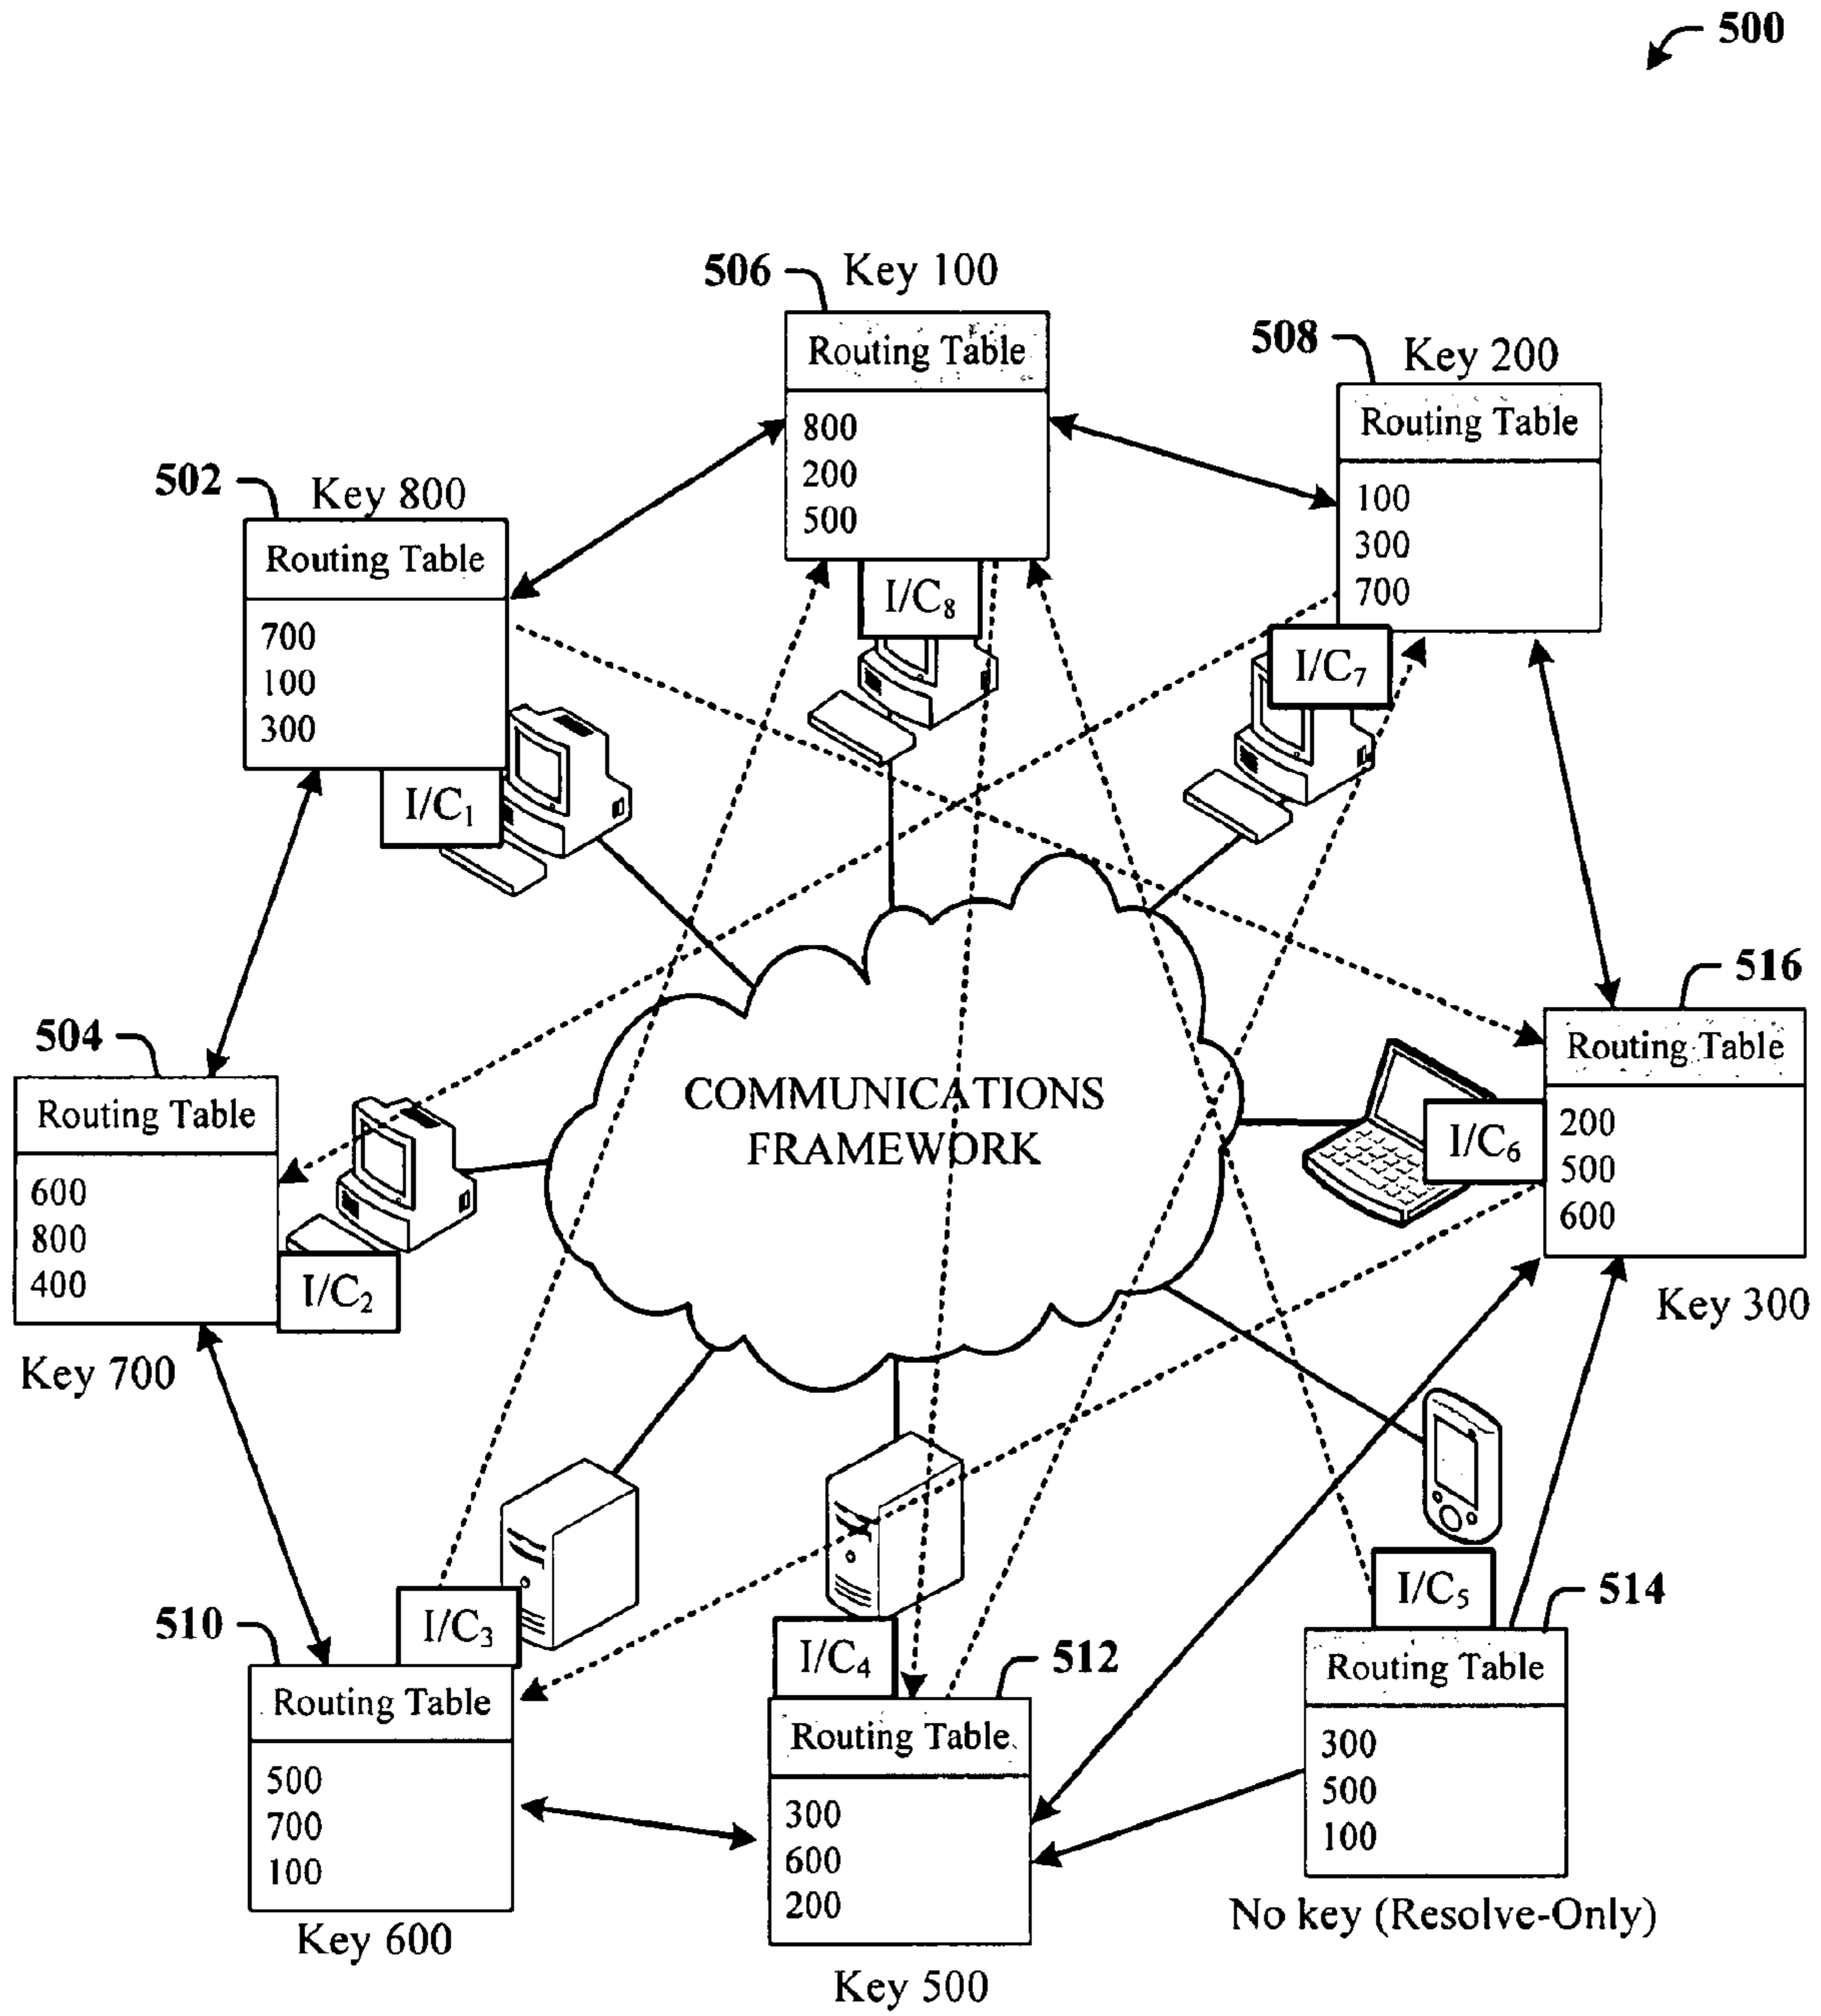 500
506
Key 100
Routing Table
800
200
500
I/C8
508
Key 200
Routing Table
100
300
700
I/C7
502
Key 800
Routing Table
700
100
300
I/C1
516
Routing Table
200
500
600
I/C6
Key 300
504
Routing Table
600
800
400
I/C2
Key 700
COMMUNICATIONS
FRAMEWORK
510
I/C3
Routing Table
500
700
100
Key 600
I/C4
512
Routing Table
300
600
200
Key 500
I/C5
514
Routing Table
300
500
100
No key (Resolve-Only)